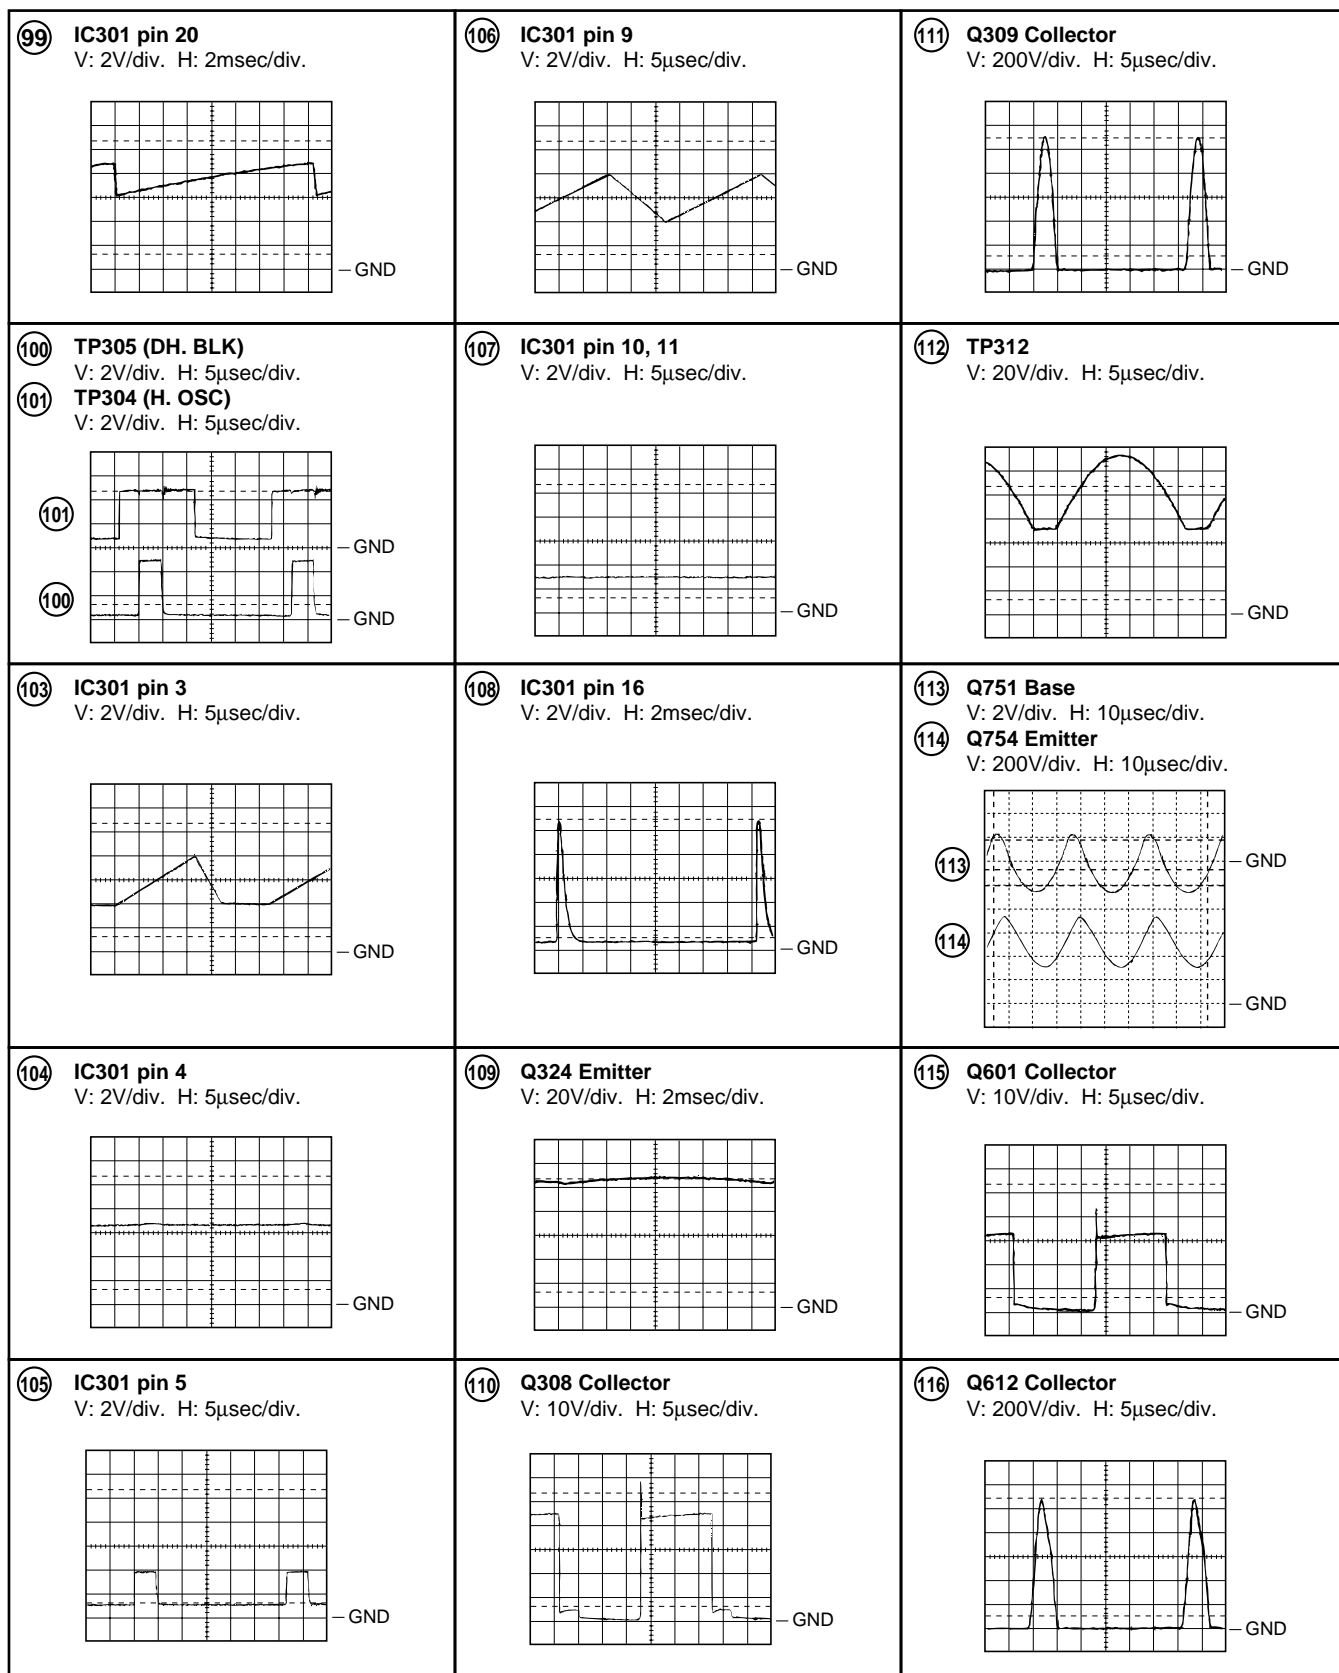 99 IC301 pin 20
V: 2V/div. H: 2msec/div.
GND
100 TP305 (DH. BLK)
V: 2V/div. H: 5µsec/div.
101 TP304 (H. OSC)
V: 2V/div. H: 5µsec/div.
101
GND
100
GND
103 IC301 pin 3
V: 2V/div. H: 5µsec/div.
GND
104 IC301 pin 4
V: 2V/div. H: 5µsec/div.
GND
105 IC301 pin 5
V: 2V/div. H: 5µsec/div.
GND
106 IC301 pin 9
V: 2V/div. H: 5µsec/div.
GND
107 IC301 pin 10, 11
V: 2V/div. H: 5µsec/div.
GND
108 IC301 pin 16
V: 2V/div. H: 2msec/div.
GND
109 Q324 Emitter
V: 20V/div. H: 2msec/div.
GND
110 Q308 Collector
V: 10V/div. H: 5µsec/div.
GND
111 Q309 Collector
V: 200V/div. H: 5µsec/div.
GND
112 TP312
V: 20V/div. H: 5µsec/div.
GND
113 Q751 Base
V: 2V/div. H: 10µsec/div.
114 Q754 Emitter
V: 200V/div. H: 10µsec/div.
113
GND
114
GND
115 Q601 Collector
V: 10V/div. H: 5µsec/div.
GND
116 Q612 Collector
V: 200V/div. H: 5µsec/div.
GND